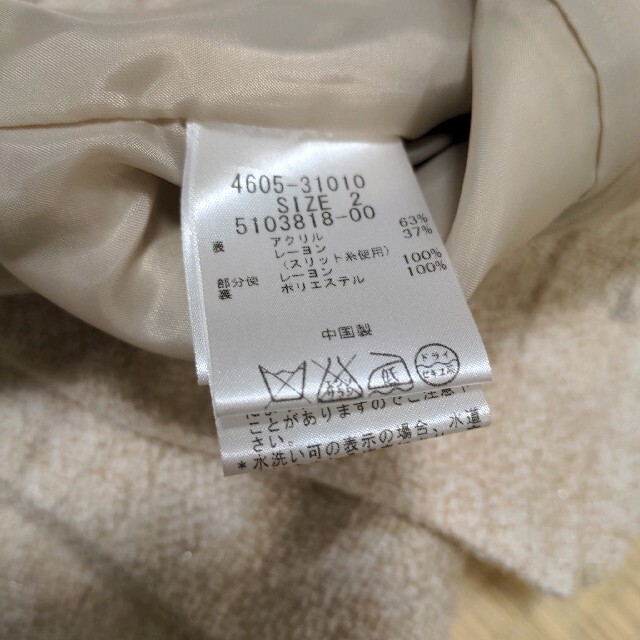 4605-31010
SIZE 2
5103818-00
表 アクリル 63%
レーヨン 37%
(スリット糸使用)
部分使 レーヨン 100%
裏 ポリエステル 100%
中国製
ドライ
ことがありますのでご注意
さい。
*水洗い可の表示の場合、水道